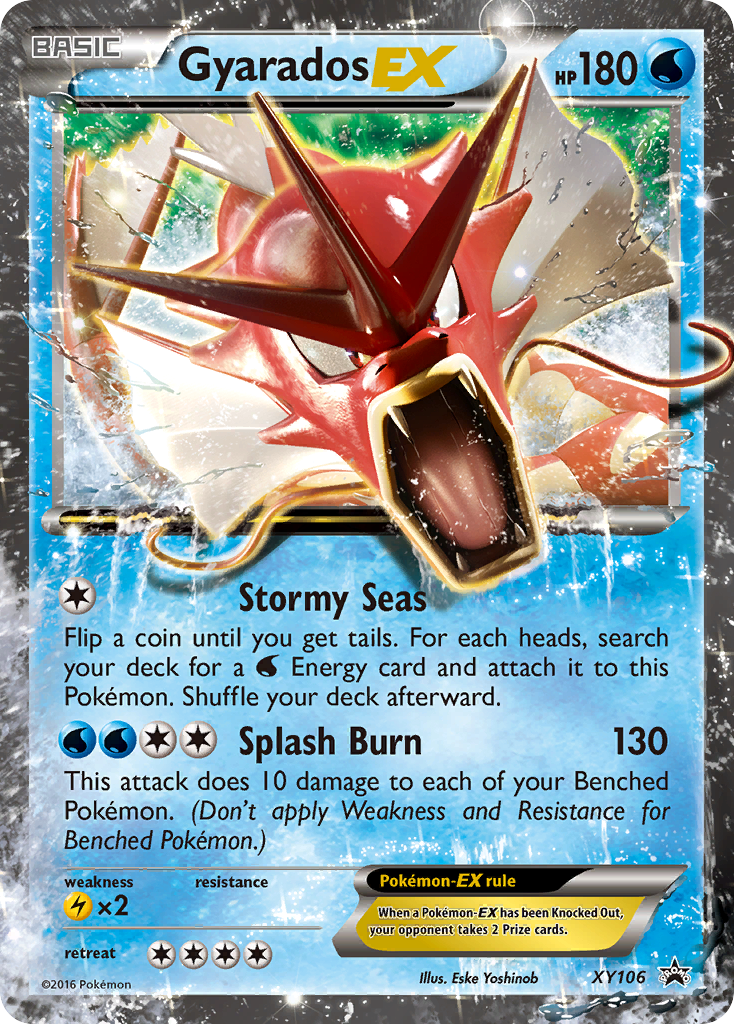 BASIC
Gyarados EX HP 180
Stormy Seas
Flip a coin until you get tails. For each heads, search
your deck for a Energy card and attach it to this
Pokémon. Shuffle your deck afterward.
Splash Burn 130
This attack does 10 damage to each of your Benched
Pokémon. (Don't apply Weakness and Resistance for
Benched Pokémon.)
weakness resistance
×2
retreat
Pokémon-EX rule
When a Pokémon-EX has been Knocked Out,
your opponent takes 2 Prize cards.
©2016 Pokémon
Illus. Eske Yoshinob
XY106
PROMO